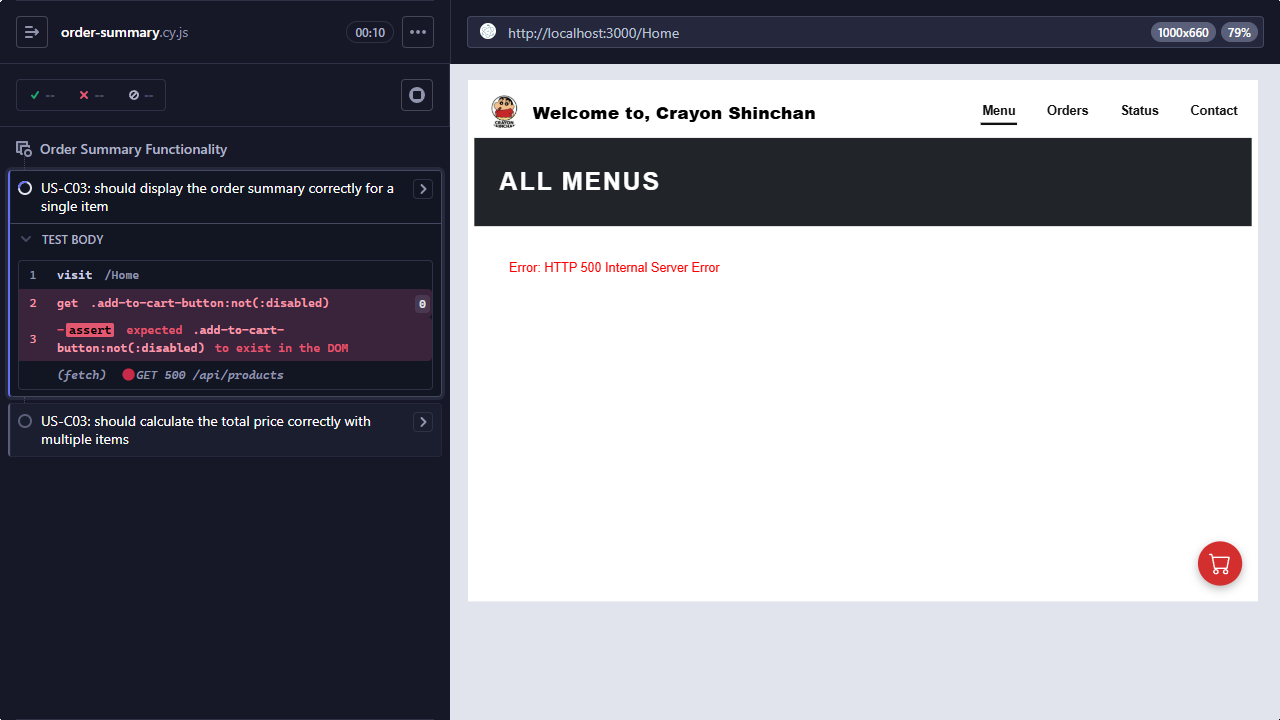 order-summary.cy.js
00:10
--
--
--
Order Summary Functionality
US-C03: should display the order summary correctly for a
single item
TEST BODY
1 visit /Home
2 get .add-to-cart-button:not(:disabled) 0
3 -assert expected .add-to-cart-
button:not(:disabled) to exist in the DOM
(fetch) GET 500 /api/products
US-C03: should calculate the total price correctly with
multiple items
http://localhost:3000/Home
1000x660
79%
CRAYON
SHINCHAN
Welcome to, Crayon Shinchan
Menu
Orders
Status
Contact
ALL MENUS
Error: HTTP 500 Internal Server Error